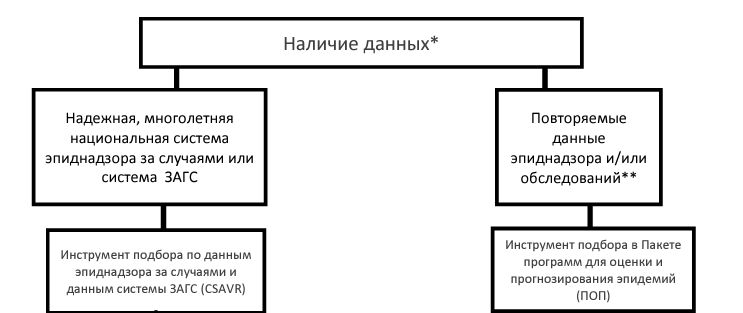 Наличие данных*
Надежная, многолетняя
национальная система
эпиднадзора за случаями или
система ЗАГС
Повторяемые
данные
эпиднадзора и/или
обследований**
Инструмент подбора по данным
эпиднадзора за случаями и
данным системы ЗАГС (CSAVR)
Инструмент подбора в Пакете
программ для оценки и
прогнозирования эпидемий
(ПОП)